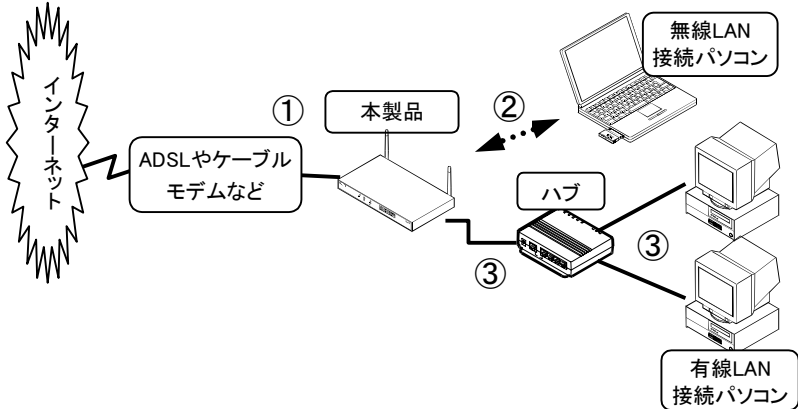 インターネット
ADSLやケーブル
モデムなど
①
本製品
②
無線LAN
接続パソコン
ハブ
③
③
有線LAN
接続パソコン